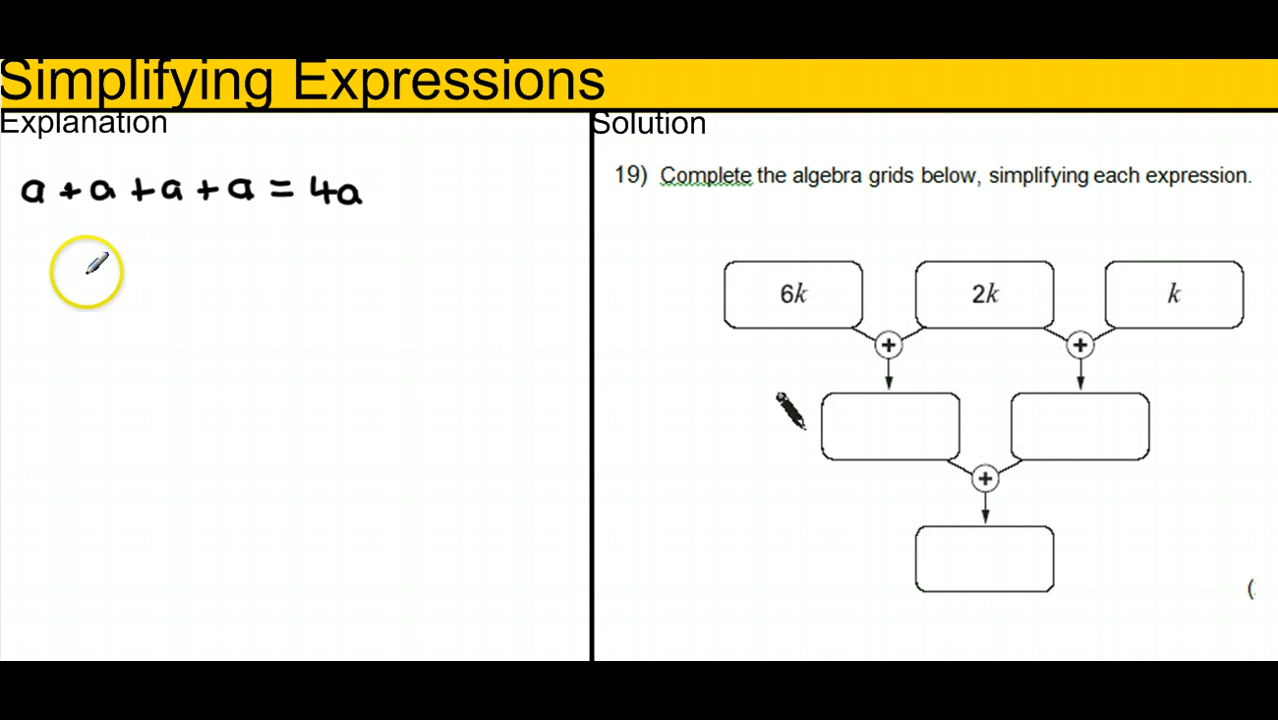 Simplifying Expressions
Explanation
a + a + a + a = 4a
Solution
19) Complete the algebra grids below, simplifying each expression.
6k 2k k
+ +
+
(